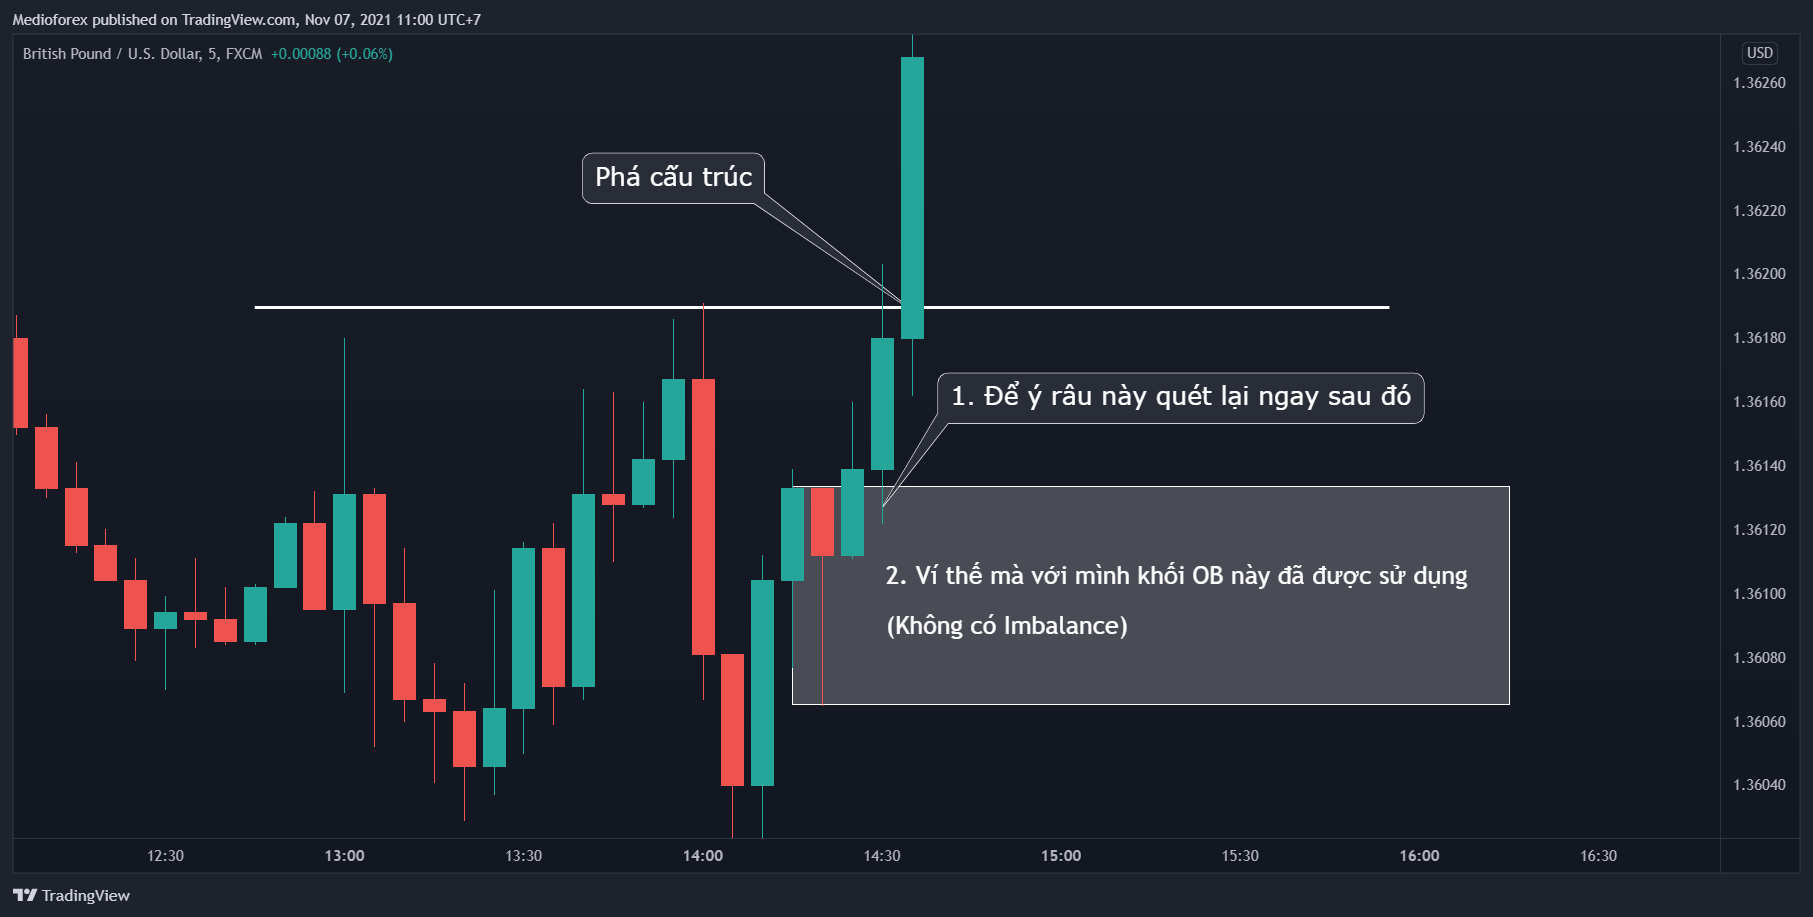 Medioforex published on TradingView.com, Nov 07, 2021 11:00 UTC+7
British Pound / U.S. Dollar, 5, FXCM +0.00088 (+0.06%)
USD
1.36260
1.36240
Phá cấu trúc
1.36220
1.36200
1.36180
1. Để ý râu này quét lại ngay sau đó
1.36160
1.36140
1.36120
2. Ví thế mà với mình khối OB này đã được sử dụng
1.36100
(Không có Imbalance)
1.36080
1.36060
1.36040
12:30 13:00 13:30 14:00 14:30 15:00 15:30 16:00 16:30
TradingView